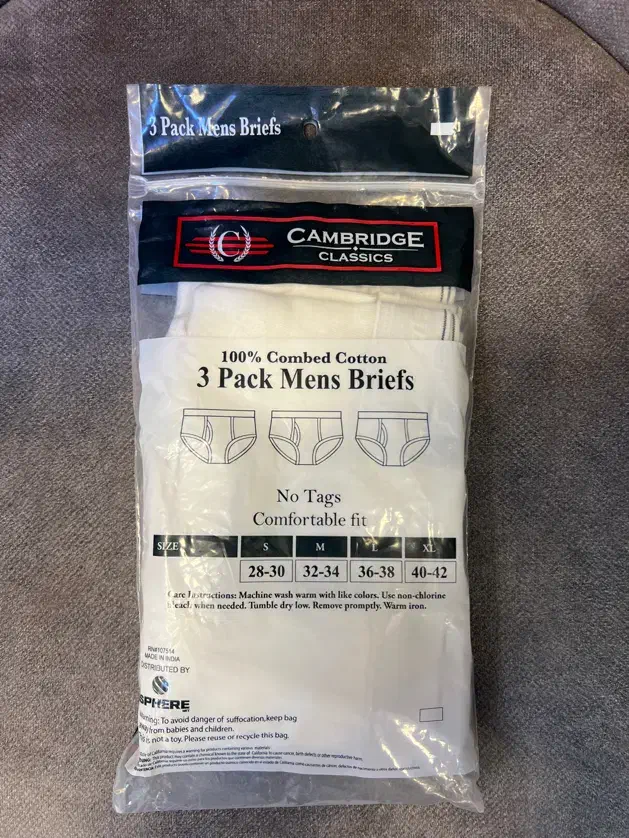 3 Pack Mens Briefs
C
CAMBRIDGE
CLASSICS
100% Combed Cotton
3 Pack Mens Briefs
No Tags
Comfortable fit
SIZE S M L XL
28-30 32-34 36-38 40-42
Care Instructions: Machine wash warm with like colors. Use non-chlorine
bleach when needed. Tumble dry low. Remove promptly. Warm iron.
RN#107514
MADE IN INDIA
DISTRIBUTED BY
SPHERE
Warning: To avoid danger of suffocation,keep bag
away from babies and children.
This is not a toy. Please reuse or recycle this bag.